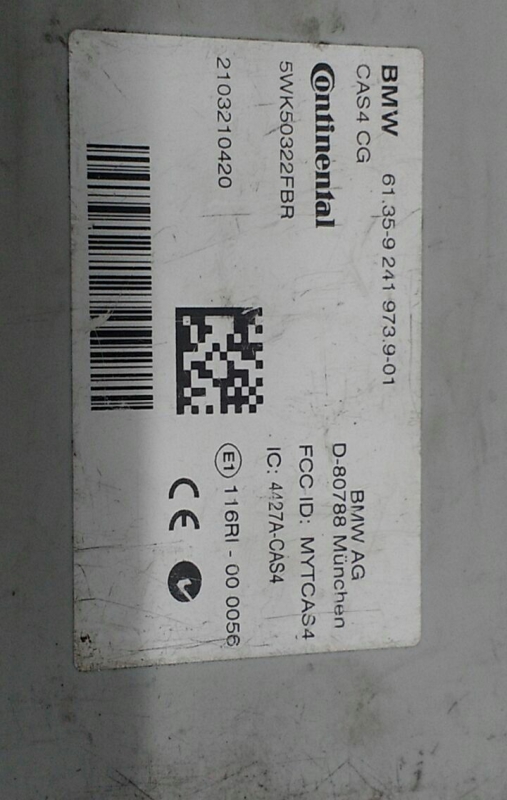 BMW 61.35-9 241 973.9-01
CAS4 CG
Continental
5WK50322FBR
2103210420
BMW AG
D-80788 München
FCC-ID: MYTCAS4
IC: 4427A-CAS4
E1 116RI - 00 0056
CE